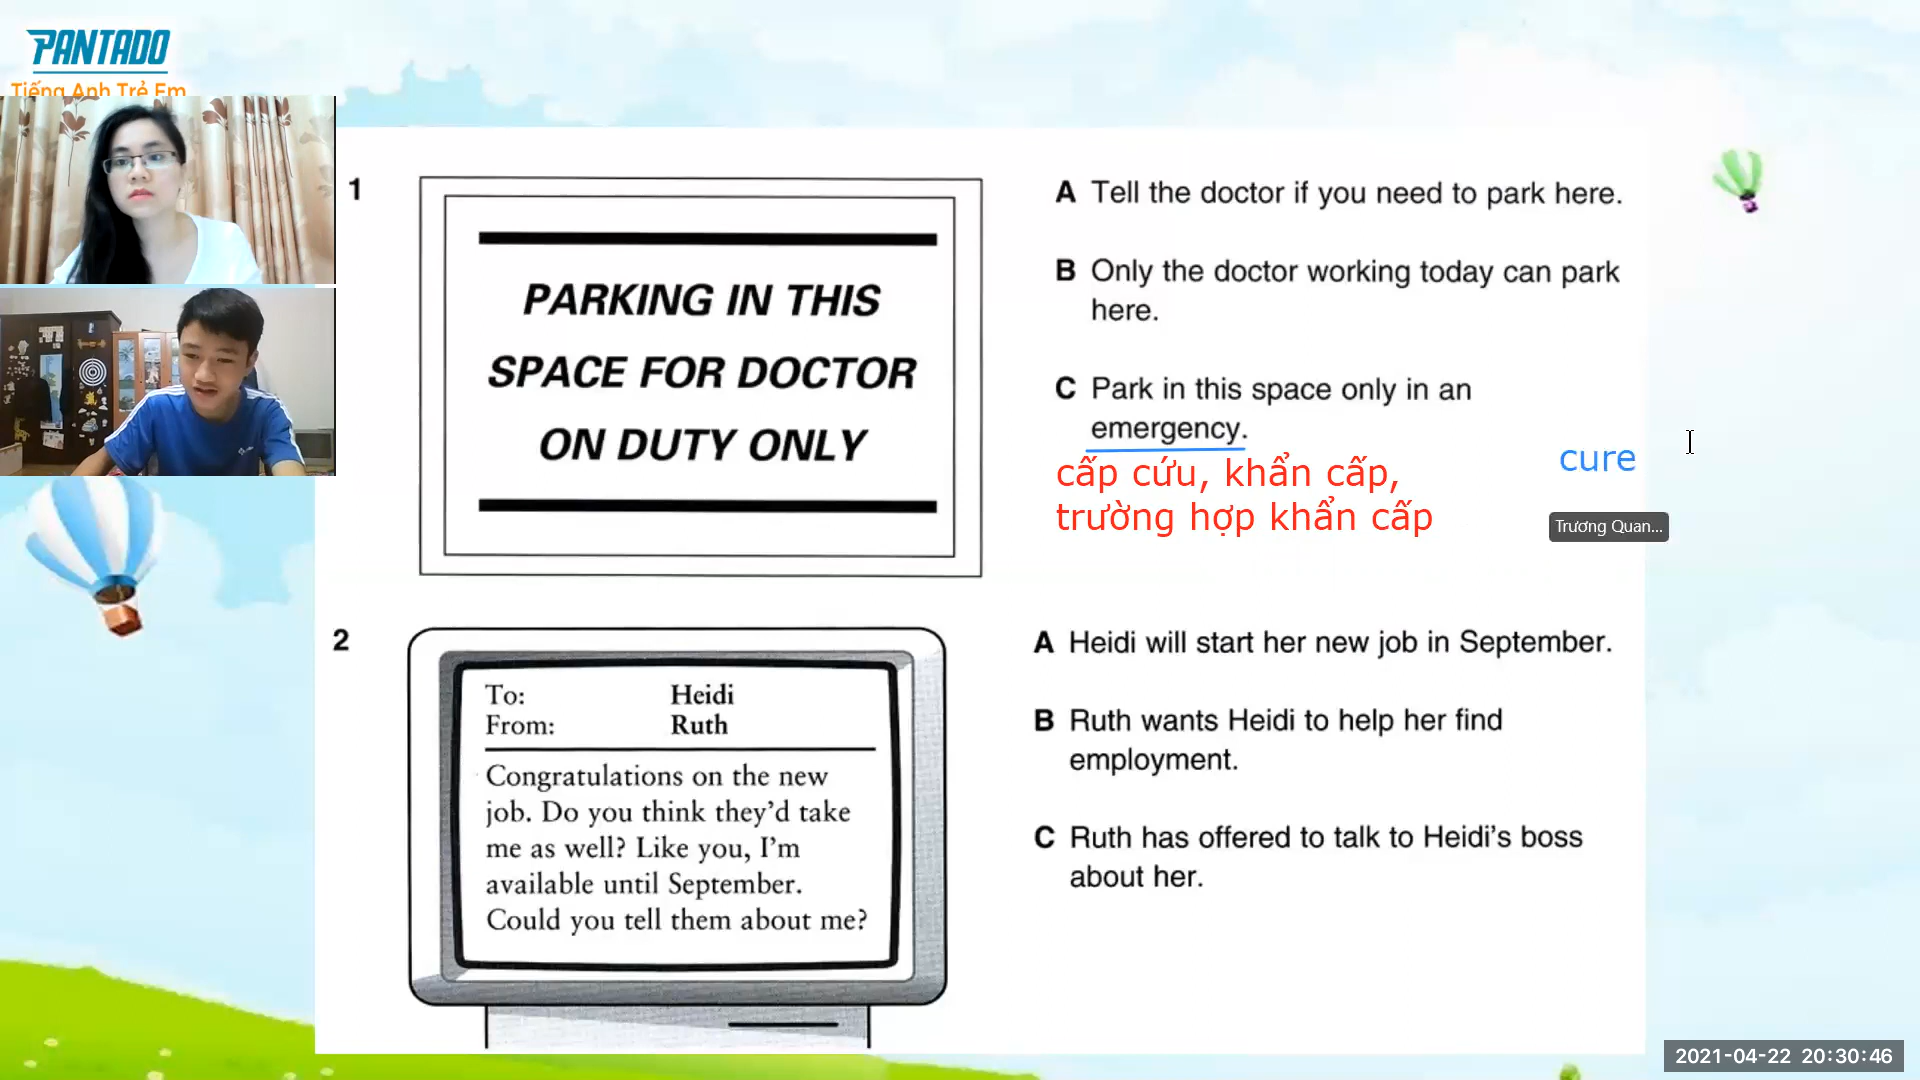 PANTADO
Tiếng Anh Trẻ Em
1
PARKING IN THIS
SPACE FOR DOCTOR
ON DUTY ONLY
A Tell the doctor if you need to park here.
B Only the doctor working today can park
here.
C Park in this space only in an
emergency.
cấp cứu, khẩn cấp,
trường hợp khẩn cấp
cure
Trương Quan...
2
To: Heidi
From: Ruth
Congratulations on the new
job. Do you think they'd take
me as well? Like you, I'm
available until September.
Could you tell them about me?
A Heidi will start her new job in September.
B Ruth wants Heidi to help her find
employment.
C Ruth has offered to talk to Heidi's boss
about her.
2021-04-22 20:30:46